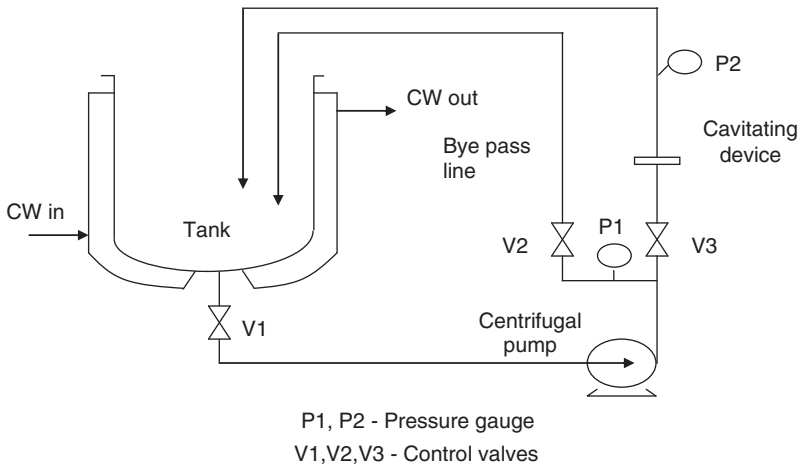 P2
CW out
Cavitating
device
Bye pass
line
CW in
Tank
P1
V2
V3
V1
Centrifugal
pump
P1, P2 - Pressure gauge
V1,V2,V3 - Control valves